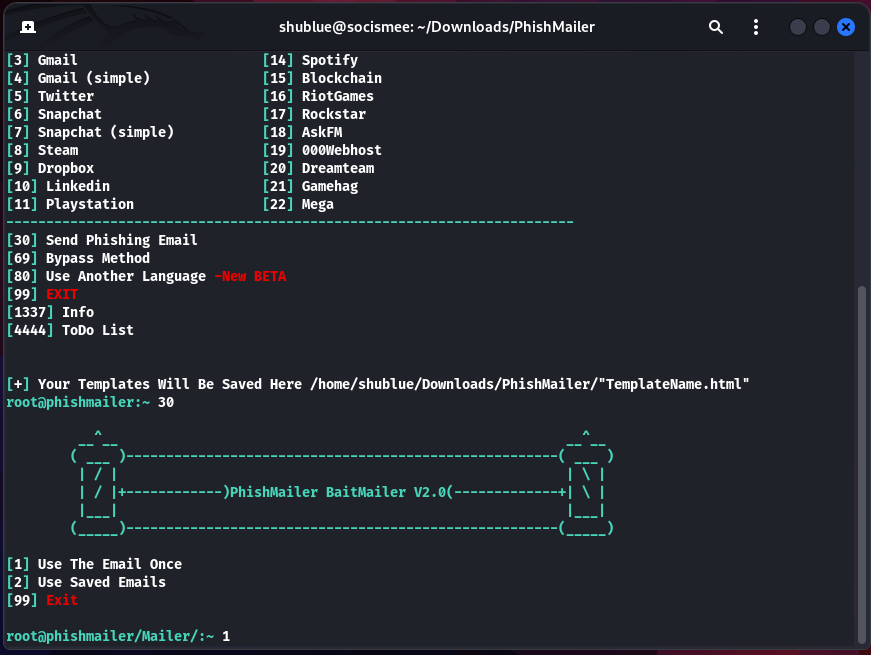 shublue@socismee: ~/Downloads/PhishMailer
[3] Gmail                       [14] Spotify
[4] Gmail (simple)              [15] Blockchain
[5] Twitter                     [16] RiotGames
[6] Snapchat                    [17] Rockstar
[7] Snapchat (simple)           [18] AskFM
[8] Steam                       [19] 000Webhost
[9] Dropbox                     [20] Dreamteam
[10] Linkedin                   [21] Gamehag
[11] Playstation                [22] Mega
-----------------------------------------------------------------------
[30] Send Phishing Email
[69] Bypass Method
[80] Use Another Language -New BETA
[99] EXIT
[1337] Info
[4444] ToDo List
[+] Your Templates Will Be Saved Here /home/shublue/Downloads/PhishMailer/"TemplateName.html"
root@phishmailer:~ 30
         __^__                                                        __^__
        ( ___ )------------------------------------------------------( ___ )
         | / |                                                        | \ |
         | / |+------------)PhishMailer BaitMailer V2.0(-------------+| \ |
         |___|                                                        |___|
        (_____)------------------------------------------------------(_____)
[1] Use The Email Once
[2] Use Saved Emails
[99] Exit
root@phishmailer/Mailer/:~ 1